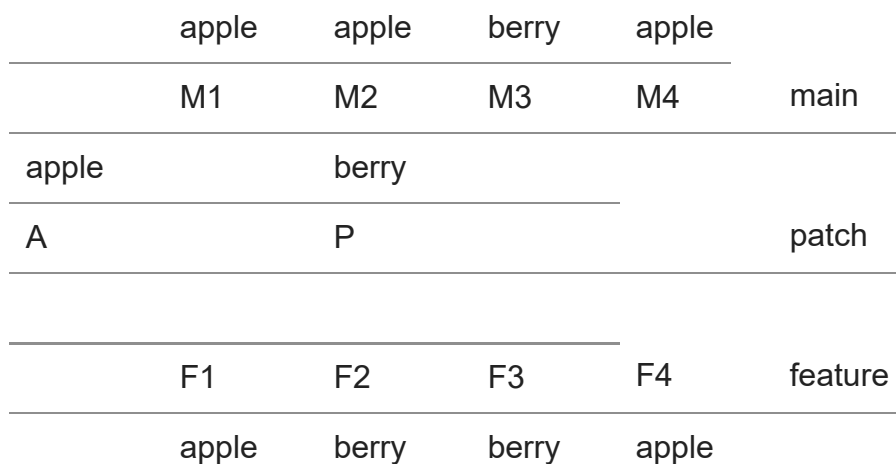 apple apple berry apple
M1 M2 M3 M4 main
apple berry
A P patch
F1 F2 F3 F4 feature
apple berry berry apple